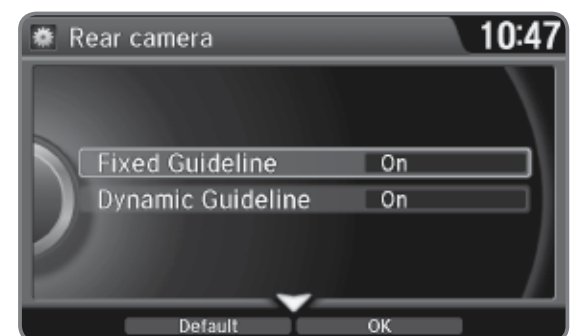 Rear camera 10:47
Fixed Guideline On
Dynamic Guideline On
Default OK